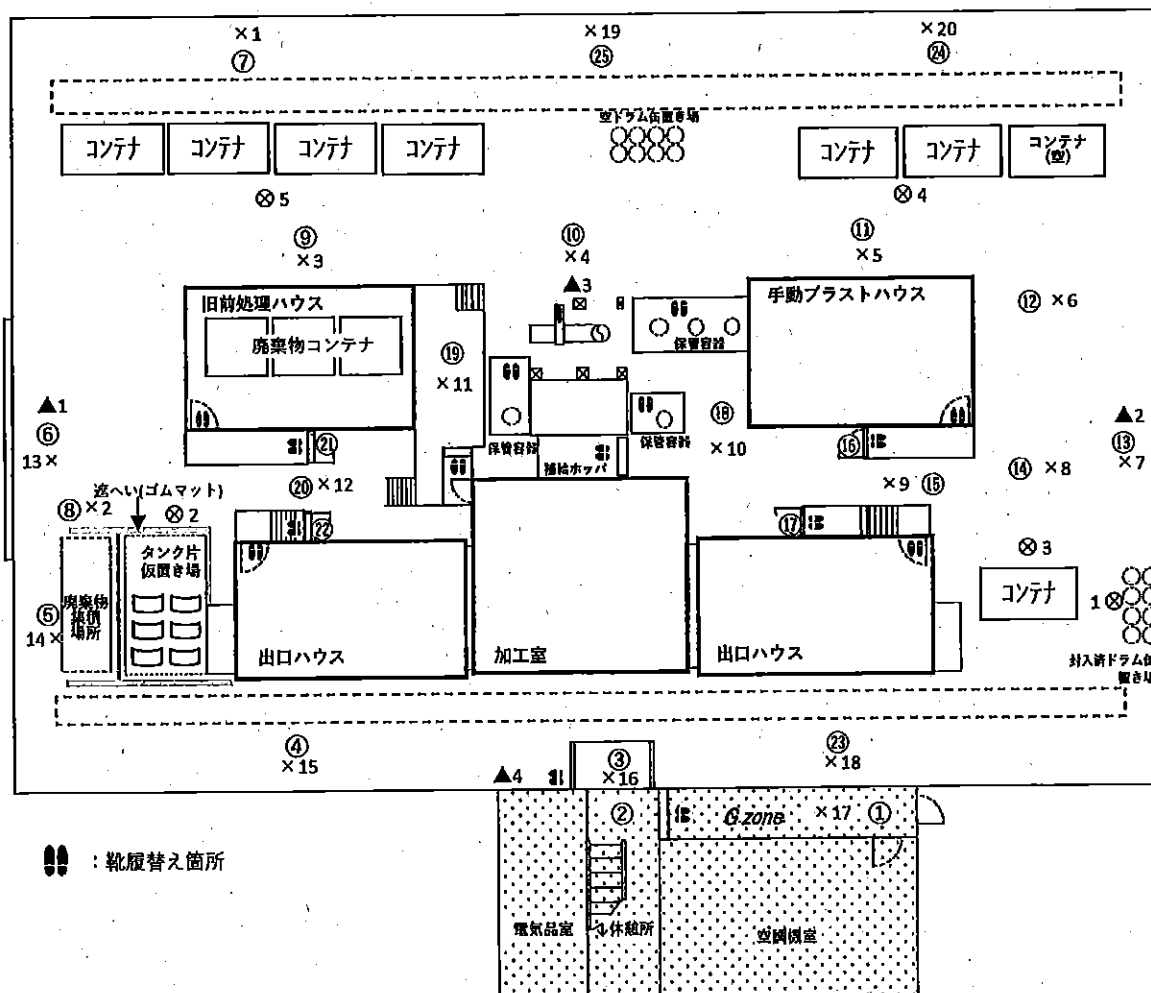 ×1
×19
×20
⑦
㉕
㉔
空ドラム缶置き場
コンテナ
コンテナ
コンテナ
コンテナ
コンテナ
コンテナ
コンテナ
(空)
⊗5
⊗4
⑨
×3
⑩
×4
▲3
⑪
×5
旧前処理ハウス
廃棄物コンテナ
手動ブラストハウス
⑫ ×6
保管容器
⑲
×11
▲1
⑥
13×
▲2
⑬
×7
⑱
×10
㉑
保管容器
補給ホッパ
保管容器
⑯
⑭ ×8
遮へい(ゴムマット)
⑳ ×12
×9 ⑮
⑧ ×2
⊗2
㉒
⑰
⊗3
タンク片
仮置き場
コンテナ
1⊗
⑤
14×
廃棄物
集積
場所
出口ハウス
加工室
出口ハウス
封入済ドラム缶
置き場
④
×15
▲4
③
×16
㉓
×18
②
G.zone
×17
①
:靴履替え箇所
電気品室
休憩所
空調機室